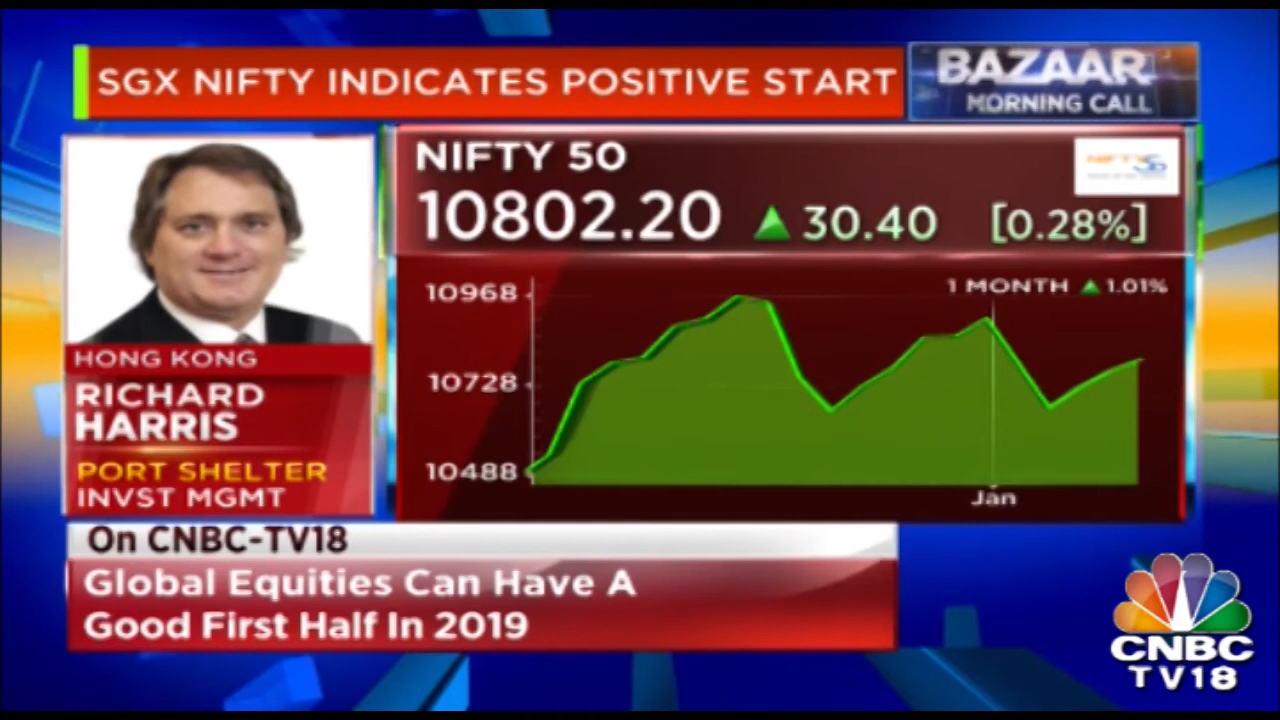 SGX NIFTY INDICATES POSITIVE START
BAZAAR
MORNING CALL
NIFTY 50
10802.20 ▲ 30.40 [0.28%]
1 MONTH ▲ 1.01%
10968
10728
10488
Jan
HONG KONG
RICHARD
HARRIS
PORT SHELTER
INVST MGMT
On CNBC-TV18
Global Equities Can Have A
Good First Half In 2019
CNBC
TV18